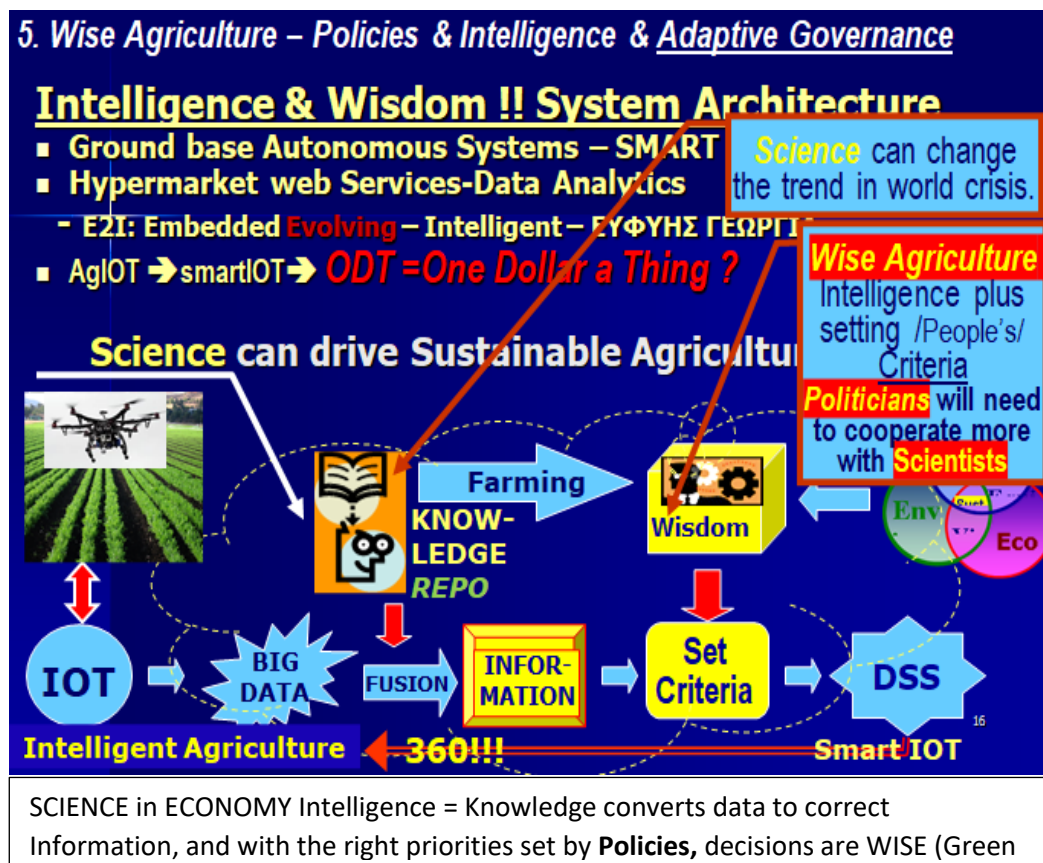 5. Wise Agriculture – Policies & Intelligence & Adaptive Governance
Intelligence & Wisdom !! System Architecture
▪ Ground base Autonomous Systems – SMART
▪ Hypermarket web Services-Data Analytics
- E2I: Embedded Evolving – Intelligent – ΕΥΦΥΗΣ ΓΕΩΡΓΙΑ
▪ AgIOT ➔smartIOT➔ ODT =One Dollar a Thing ?
Science can change
the trend in world crisis.
Wise Agriculture
Intelligence plus
setting /People's/
Criteria
Politicians will need
to cooperate more
with Scientists
Science can drive Sustainable Agricultur
Farming
KNOW-
LEDGE
REPO
Wisdom
Env
Eco
IOT
BIG
DATA
FUSION
INFOR-
MATION
Set
Criteria
DSS
16
Intelligent Agriculture
360!!!
Smart IOT
SCIENCE in ECONOMY Intelligence = Knowledge converts data to correct
Information, and with the right priorities set by Policies, decisions are WISE (Green